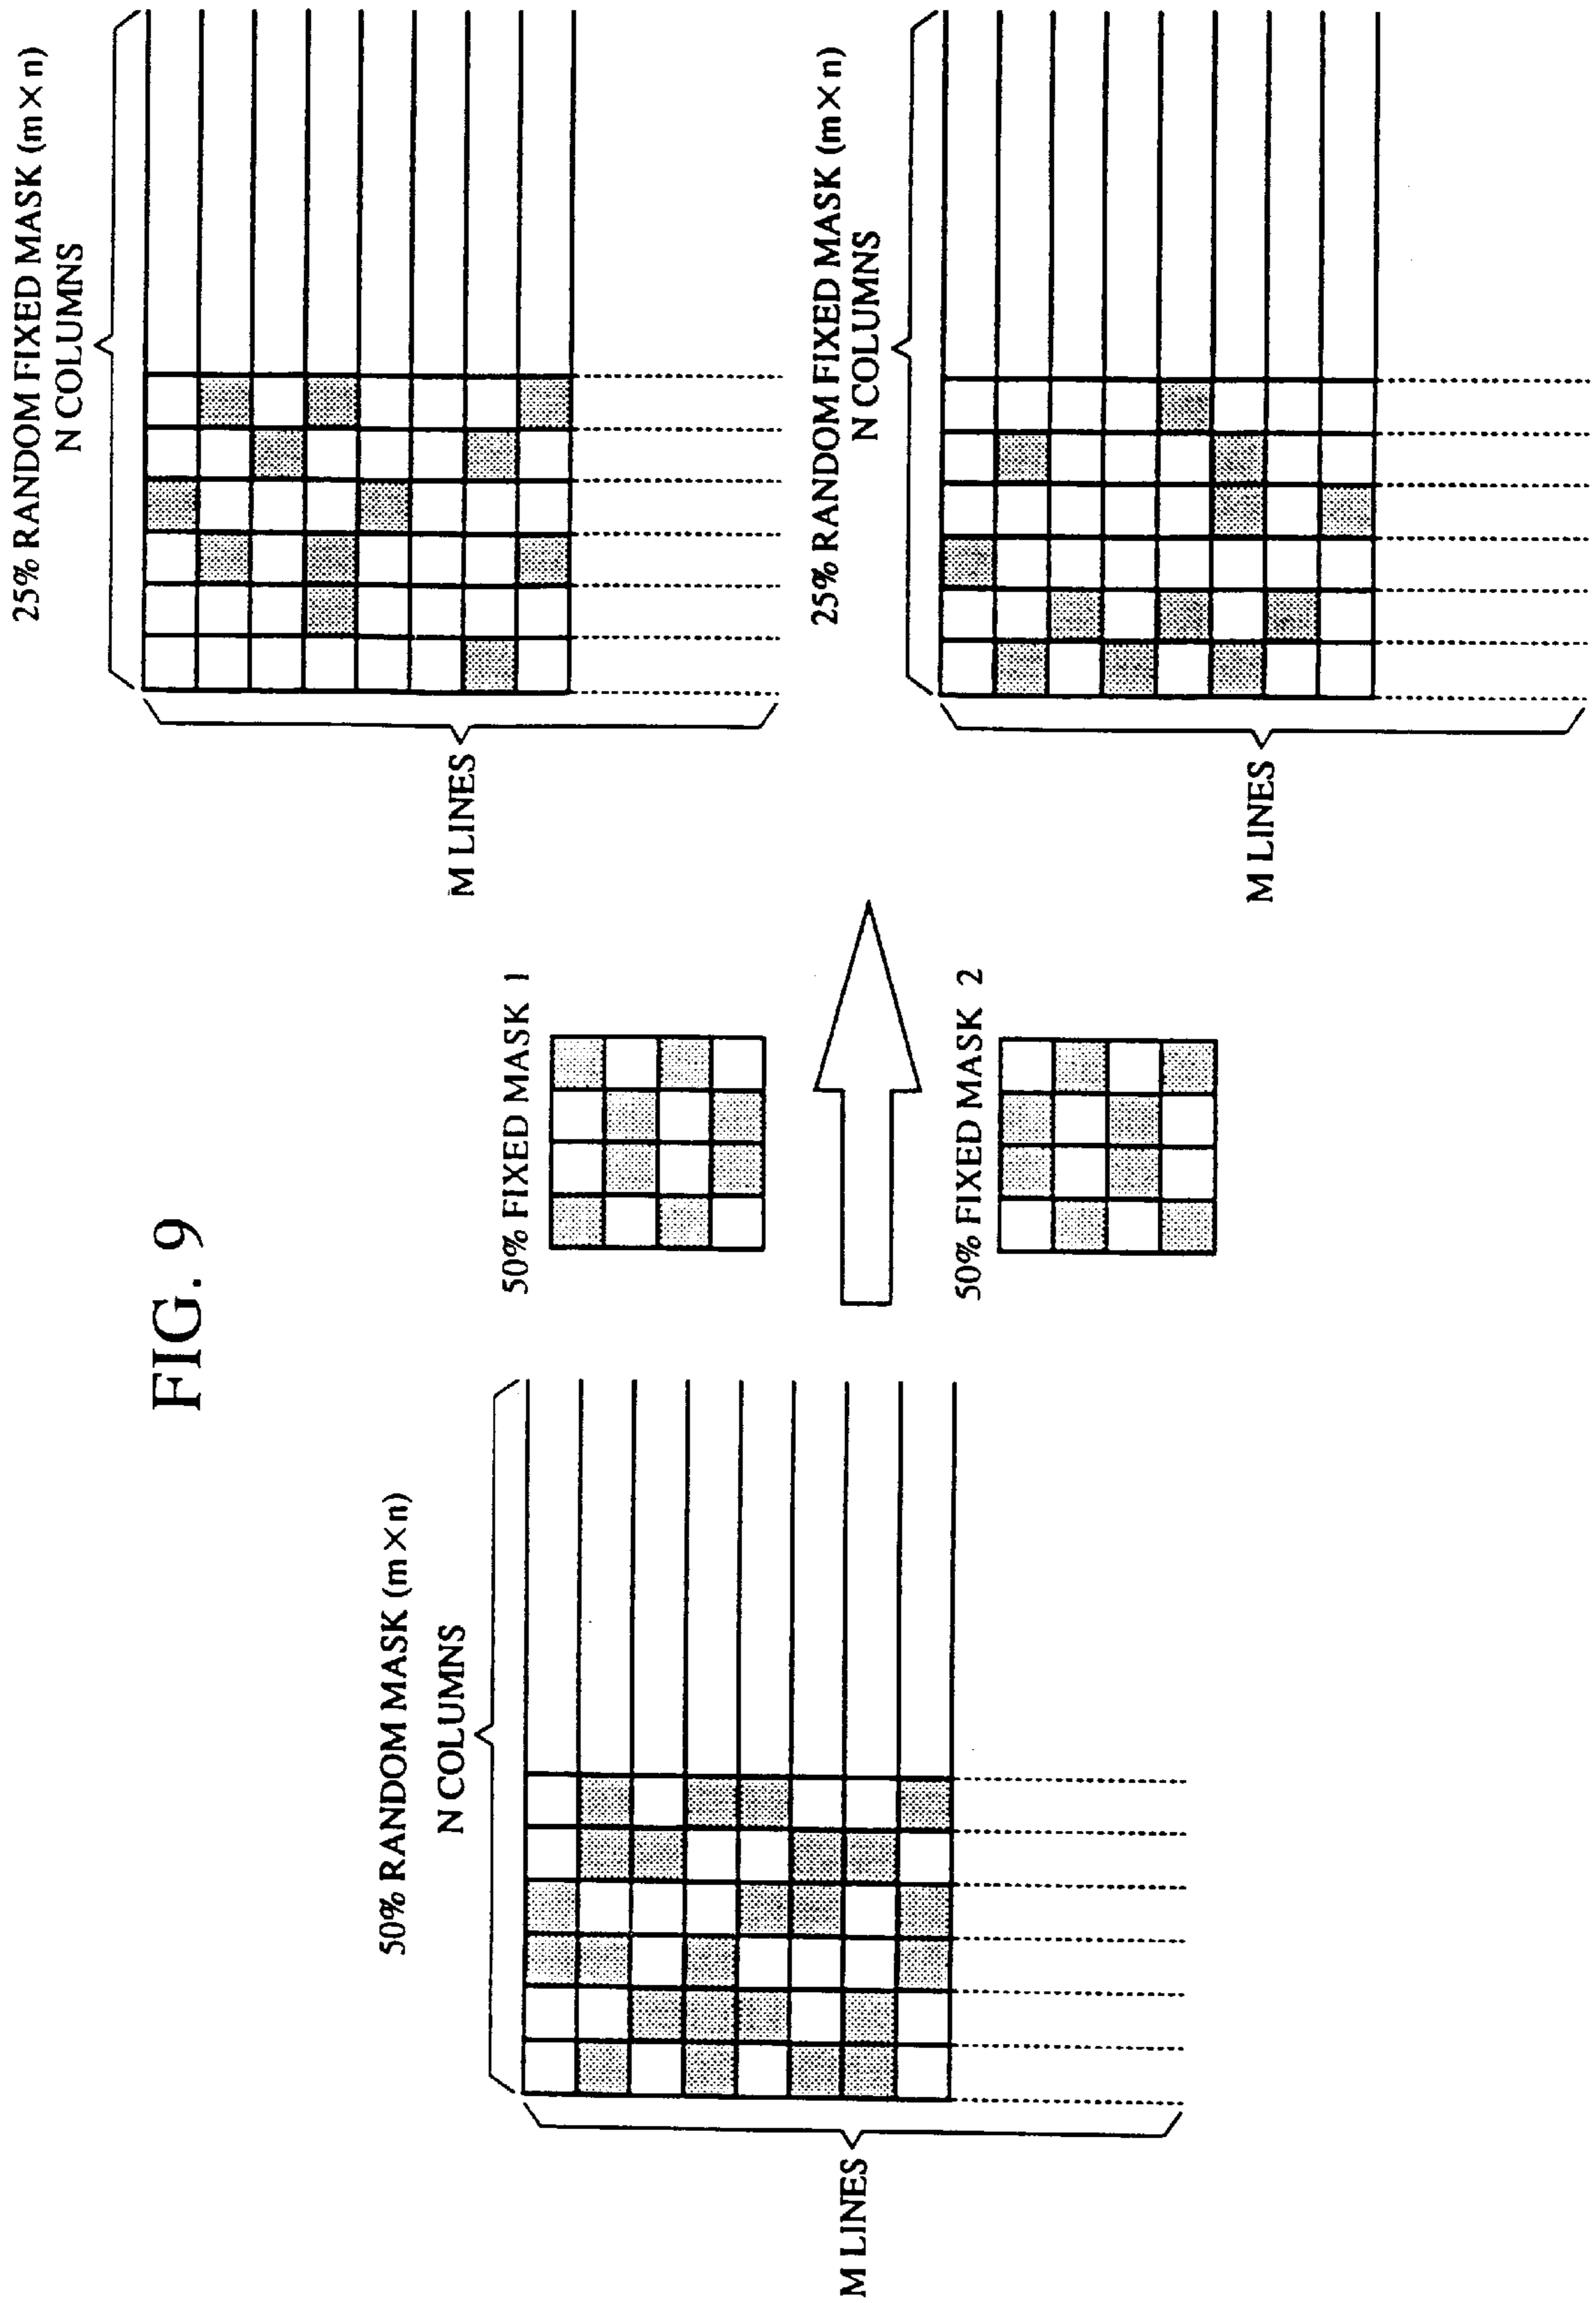 FIG. 9
50% RANDOM MASK (m×n)
N COLUMNS
M LINES
50% FIXED MASK 1
50% FIXED MASK 2
25% RANDOM FIXED MASK (m×n)
N COLUMNS
M LINES
25% RANDOM FIXED MASK (m×n)
N COLUMNS
M LINES